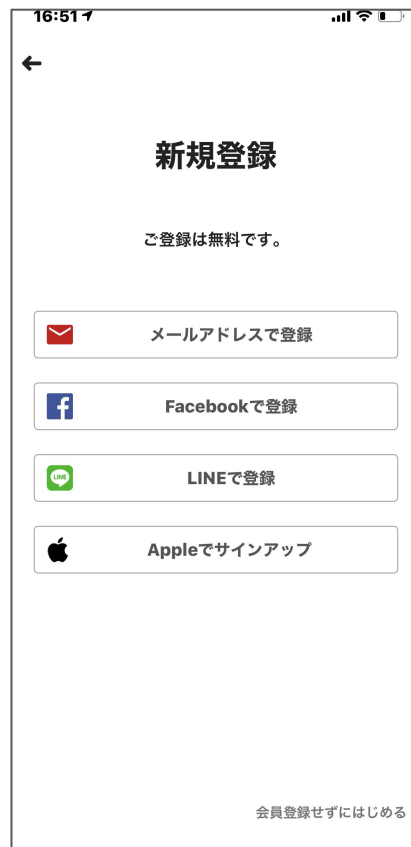 16:51
新規登録
ご登録は無料です。
メールアドレスで登録
Facebookで登録
LINE
LINEで登録
Appleでサインアップ
会員登録せずにはじめる